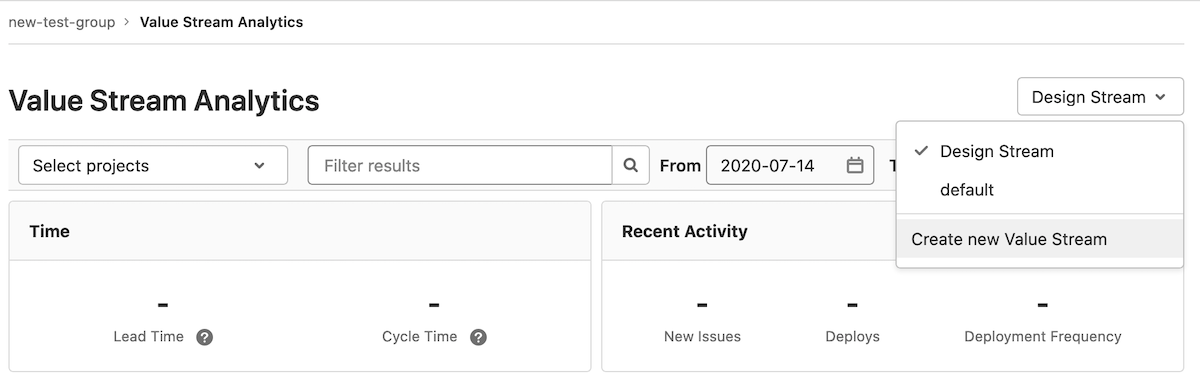 new-test-group > Value Stream Analytics
Value Stream Analytics
Design Stream
Select projects
Filter results
From 2020-07-14
Design Stream
default
Create new Value Stream
Time
Recent Activity
- -
Lead Time ? Cycle Time ?
- - -
New Issues Deploys Deployment Frequency